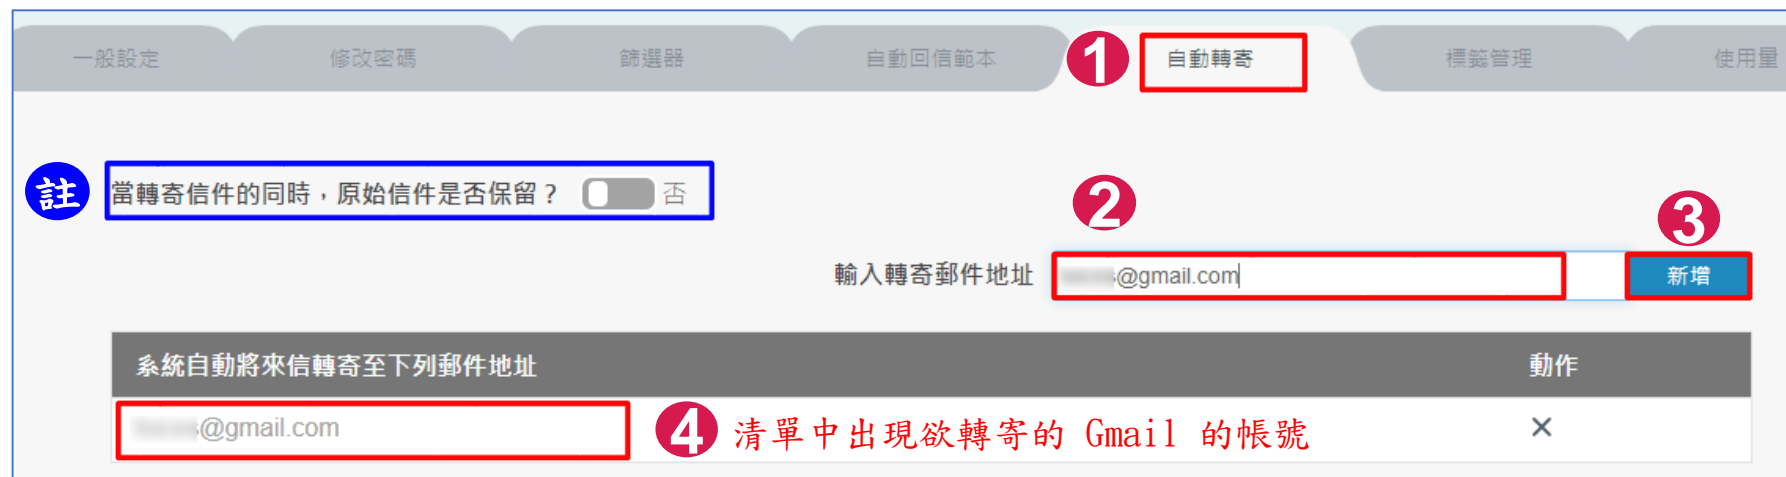 一般設定 修改密碼 篩選器 自動回信範本 1 自動轉寄 標籤管理 使用量
註 當轉寄信件的同時，原始信件是否保留？ 否
2 3
輸入轉寄郵件地址 @gmail.com 新增
系統自動將來信轉寄至下列郵件地址 動作
@gmail.com 4 清單中出現欲轉寄的 Gmail 的帳號 ×